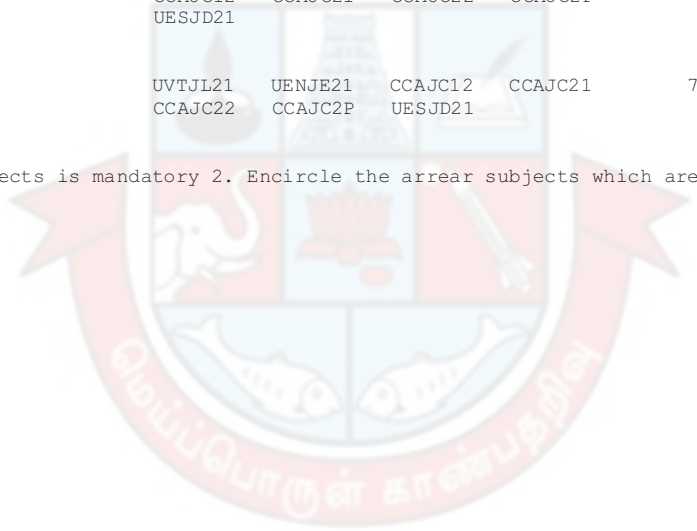 UESJD21
UVTJL21 UENJE21 CCAJC12 CCAJC21 7
CCAJC22 CCAJC2P UESJD21
ects is mandatory 2. Encircle the arrear subjects which are
மெய்ப்பொருள் காண்பதறிவு